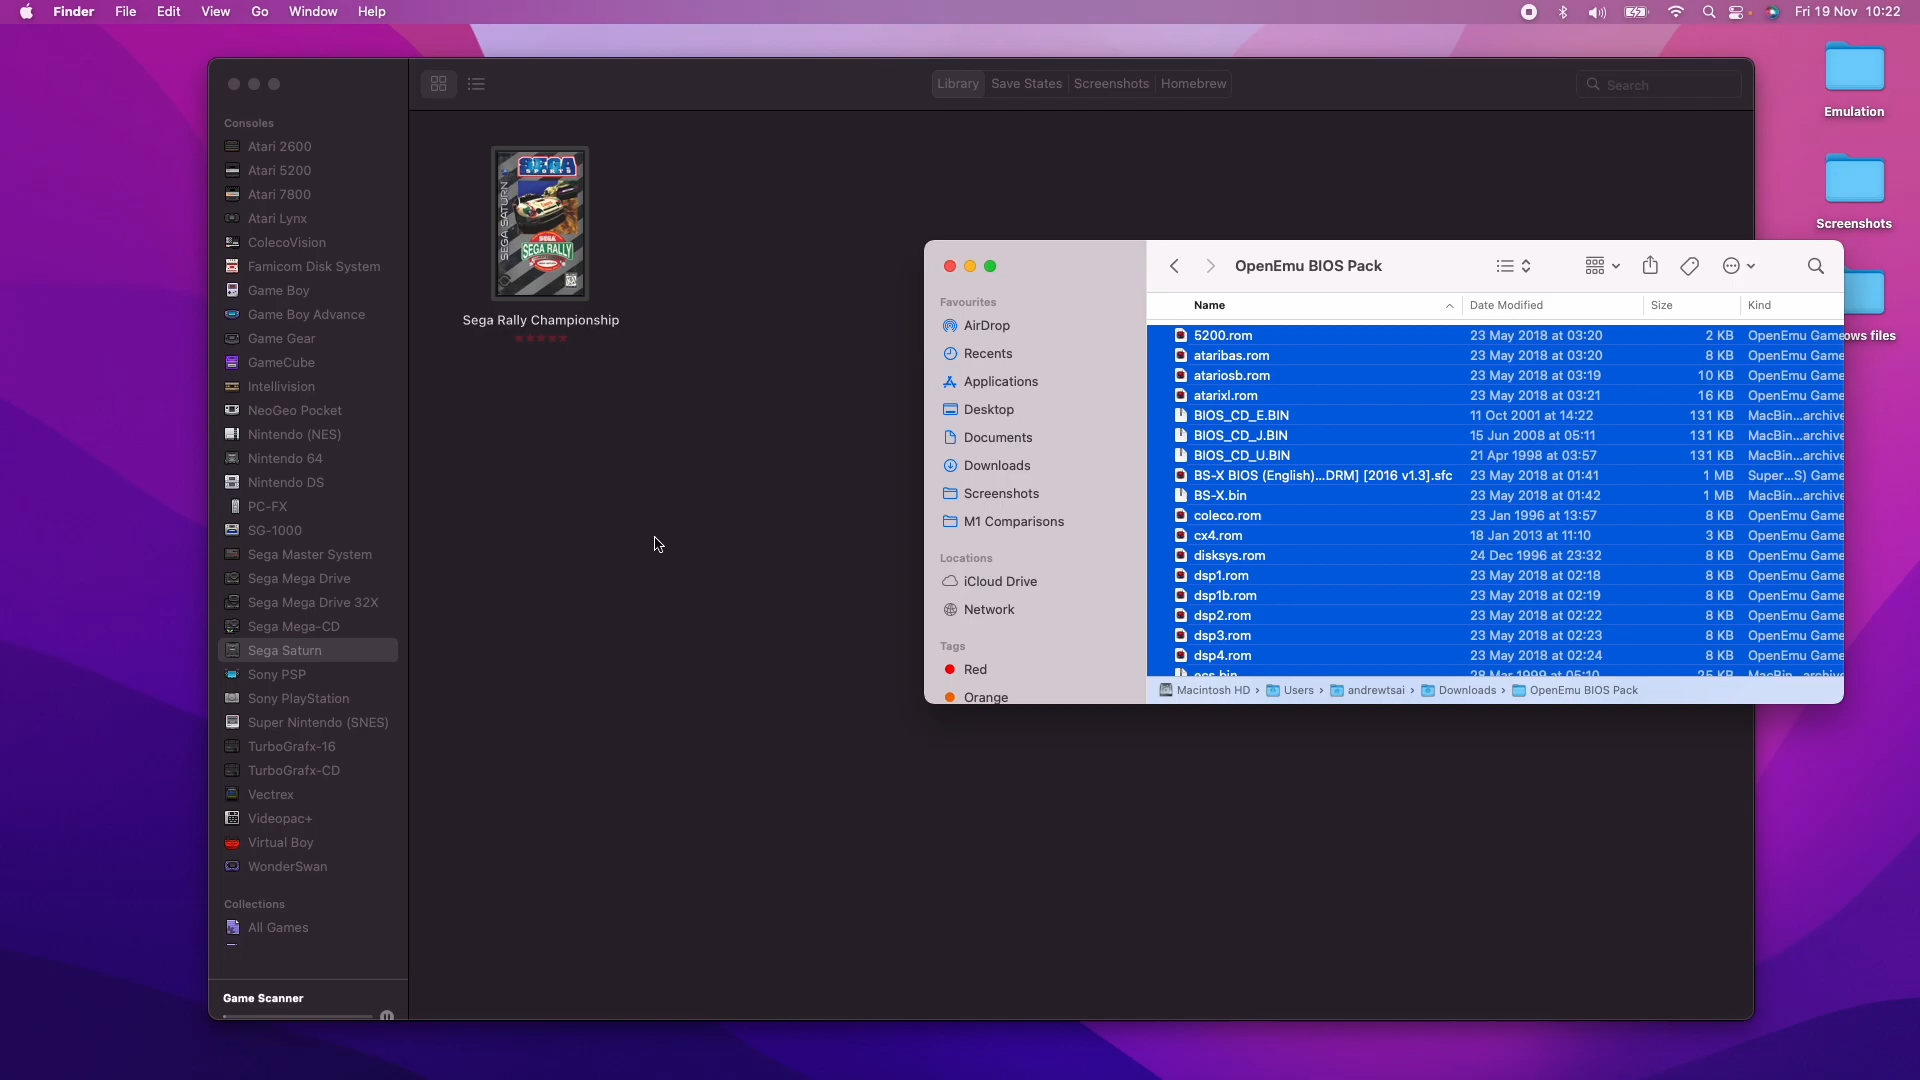 Finder File Edit View Go Window Help
Fri 19 Nov 10:22
Library Save States Screenshots Homebrew
Search
Consoles
Atari 2600
Atari 5200
Atari 7800
Atari Lynx
ColecoVision
Famicom Disk System
Game Boy
Game Boy Advance
Game Gear
GameCube
Intellivision
NeoGeo Pocket
Nintendo (NES)
Nintendo 64
Nintendo DS
PC-FX
SG-1000
Sega Master System
Sega Mega Drive
Sega Mega Drive 32X
Sega Mega-CD
Sega Saturn
Sony PSP
Sony PlayStation
Super Nintendo (SNES)
TurboGrafx-16
TurboGrafx-CD
Vectrex
Videopac+
Virtual Boy
WonderSwan
Collections
All Games
Game Scanner
SEGA
SPORTS
SEGA SATURN
SEGA
SEGA RALLY
Sega Rally Championship
OpenEmu BIOS Pack
Favourites
AirDrop
Recents
Applications
Desktop
Documents
Downloads
Screenshots
M1 Comparisons
Locations
iCloud Drive
Network
Tags
Red
Orange
Name Date Modified Size Kind
5200.rom 23 May 2018 at 03:20 2 KB OpenEmu Game
ataribas.rom 23 May 2018 at 03:20 8 KB OpenEmu Game
atariosb.rom 23 May 2018 at 03:19 10 KB OpenEmu Game
atarixl.rom 23 May 2018 at 03:21 16 KB OpenEmu Game
BIOS_CD_E.BIN 11 Oct 2001 at 14:22 131 KB MacBin...archive
BIOS_CD_J.BIN 15 Jun 2008 at 05:11 131 KB MacBin...archive
BIOS_CD_U.BIN 21 Apr 1998 at 03:57 131 KB MacBin...archive
BS-X BIOS (English)...DRM] [2016 v1.3].sfc 23 May 2018 at 01:41 1 MB Super...S) Game
BS-X.bin 23 May 2018 at 01:42 1 MB MacBin...archive
coleco.rom 23 Jan 1996 at 13:57 8 KB OpenEmu Game
cx4.rom 18 Jan 2013 at 11:10 3 KB OpenEmu Game
disksys.rom 24 Dec 1996 at 23:32 8 KB OpenEmu Game
dsp1.rom 23 May 2018 at 02:18 8 KB OpenEmu Game
dsp1b.rom 23 May 2018 at 02:19 8 KB OpenEmu Game
dsp2.rom 23 May 2018 at 02:22 8 KB OpenEmu Game
dsp3.rom 23 May 2018 at 02:23 8 KB OpenEmu Game
dsp4.rom 23 May 2018 at 02:24 8 KB OpenEmu Game
ecs.bin 28 Mar 1999 at 05:10 25 KB MacBin...archive
Macintosh HD › Users › andrewtsai › Downloads › OpenEmu BIOS Pack
Emulation
Screenshots
ows files